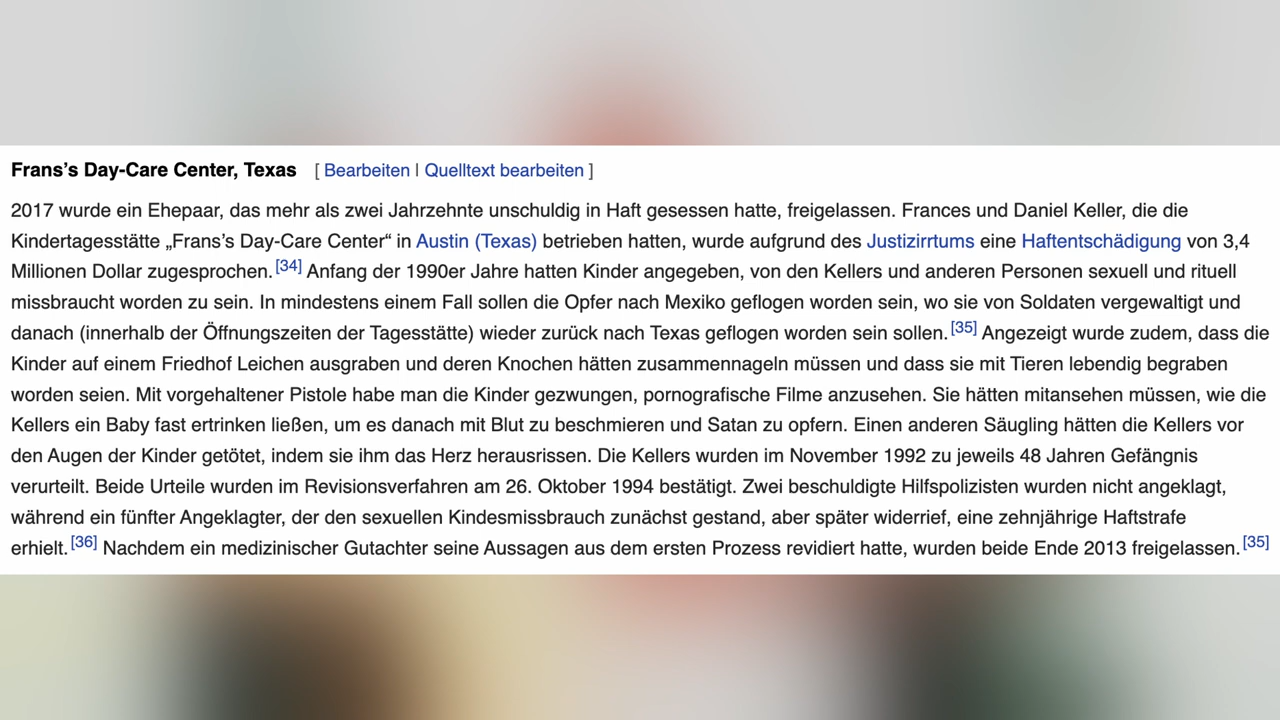 Frans’s Day-Care Center, Texas [ Bearbeiten | Quelltext bearbeiten ]
2017 wurde ein Ehepaar, das mehr als zwei Jahrzehnte unschuldig in Haft gesessen hatte, freigelassen. Frances und Daniel Keller, die die
Kindertagesstätte „Frans’s Day-Care Center“ in Austin (Texas) betrieben hatten, wurde aufgrund des Justizirrtums eine Haftentschädigung von 3,4
Millionen Dollar zugesprochen.[34] Anfang der 1990er Jahre hatten Kinder angegeben, von den Kellers und anderen Personen sexuell und rituell
missbraucht worden zu sein. In mindestens einem Fall sollen die Opfer nach Mexiko geflogen worden sein, wo sie von Soldaten vergewaltigt und
danach (innerhalb der Öffnungszeiten der Tagesstätte) wieder zurück nach Texas geflogen worden sein sollen.[35] Angezeigt wurde zudem, dass die
Kinder auf einem Friedhof Leichen ausgraben und deren Knochen hätten zusammennageln müssen und dass sie mit Tieren lebendig begraben
worden seien. Mit vorgehaltener Pistole habe man die Kinder gezwungen, pornografische Filme anzusehen. Sie hätten mitansehen müssen, wie die
Kellers ein Baby fast ertrinken ließen, um es danach mit Blut zu beschmieren und Satan zu opfern. Einen anderen Säugling hätten die Kellers vor
den Augen der Kinder getötet, indem sie ihm das Herz herausrissen. Die Kellers wurden im November 1992 zu jeweils 48 Jahren Gefängnis
verurteilt. Beide Urteile wurden im Revisionsverfahren am 26. Oktober 1994 bestätigt. Zwei beschuldigte Hilfspolizisten wurden nicht angeklagt,
während ein fünfter Angeklagter, der den sexuellen Kindesmissbrauch zunächst gestand, aber später widerrief, eine zehnjährige Haftstrafe
erhielt.[36] Nachdem ein medizinischer Gutachter seine Aussagen aus dem ersten Prozess revidiert hatte, wurden beide Ende 2013 freigelassen.[35]